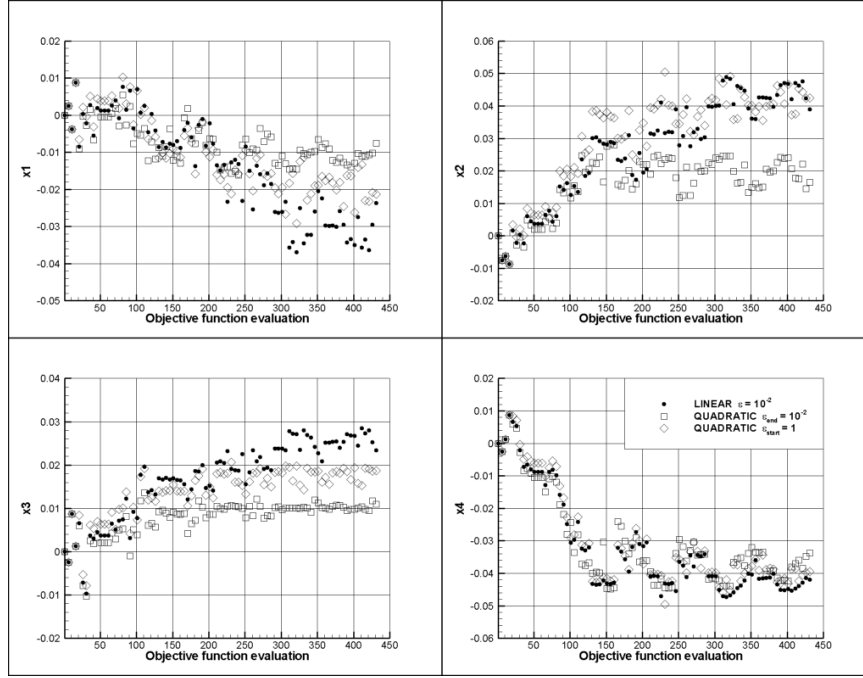 0.02
0.01
0.00
-0.01
-0.02
-0.03
-0.04
-0.05
x1
50 100 150 200 250 300 350 400 450
Objective function evaluation
0.06
0.05
0.04
0.03
0.02
0.01
0.00
-0.01
-0.02
x2
50 100 150 200 250 300 350 400 450
Objective function evaluation
0.04
0.03
0.02
0.01
0.00
-0.01
-0.02
x3
50 100 150 200 250 300 350 400 450
Objective function evaluation
0.02
0.01
0.00
-0.01
-0.02
-0.03
-0.04
-0.05
-0.06
x4
LINEAR ε = 10⁻²
QUADRATIC ε_end = 10⁻²
QUADRATIC ε_start = 1
50 100 150 200 250 300 350 400 450
Objective function evaluation